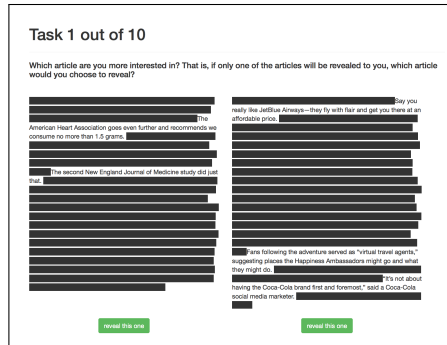 Task 1 out of 10
Which article are you more interested in? That is, if only one of the articles will be revealed to you, which article
would you choose to reveal?
The
American Heart Association goes even further and recommends we
consume no more than 1.5 grams.
The second New England Journal of Medicine study did just
that.
reveal this one
Say you
really like JetBlue Airways—they fly with flair and get you there at an
affordable price.
Fans following the adventure served as "virtual travel agents,"
suggesting places the Happiness Ambassadors might go and what
they might do.
"It's not about
having the Coca-Cola brand first and foremost," said a Coca-Cola
social media marketer.
reveal this one